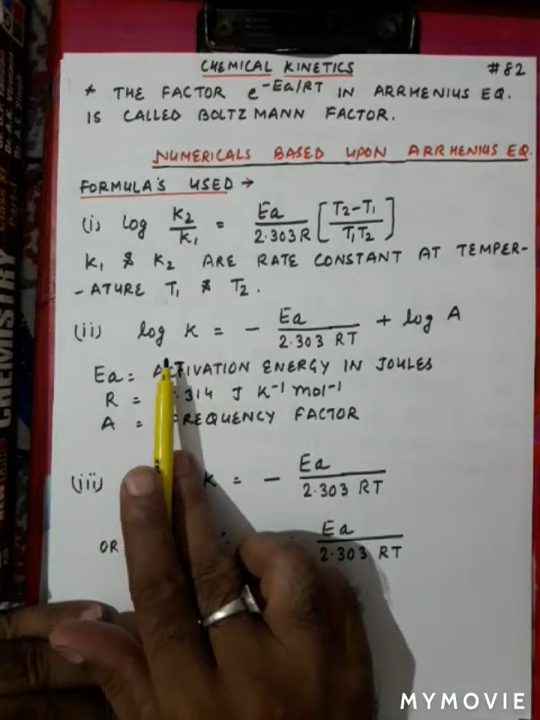 CHEMICAL KINETICS #82
* THE FACTOR e^-Ea/RT IN ARRHENIUS EQ.
IS CALLED BOLTZMANN FACTOR.
NUMERICALS BASED UPON ARRHENIUS EQ.
FORMULA'S USED →
(i) log K2/K1 = Ea/2.303R [T2-T1/T1T2]
K1 & K2 ARE RATE CONSTANT AT TEMPER-
-ATURE T1 & T2.
(ii) log K = - Ea/2.303 RT + log A
Ea = ACTIVATION ENERGY IN JOULES
R = .314 J K-1 mol-1
A = FREQUENCY FACTOR
(iii) K = - Ea/2.303 RT
OR Ea/2.303 RT
MYMOVIE